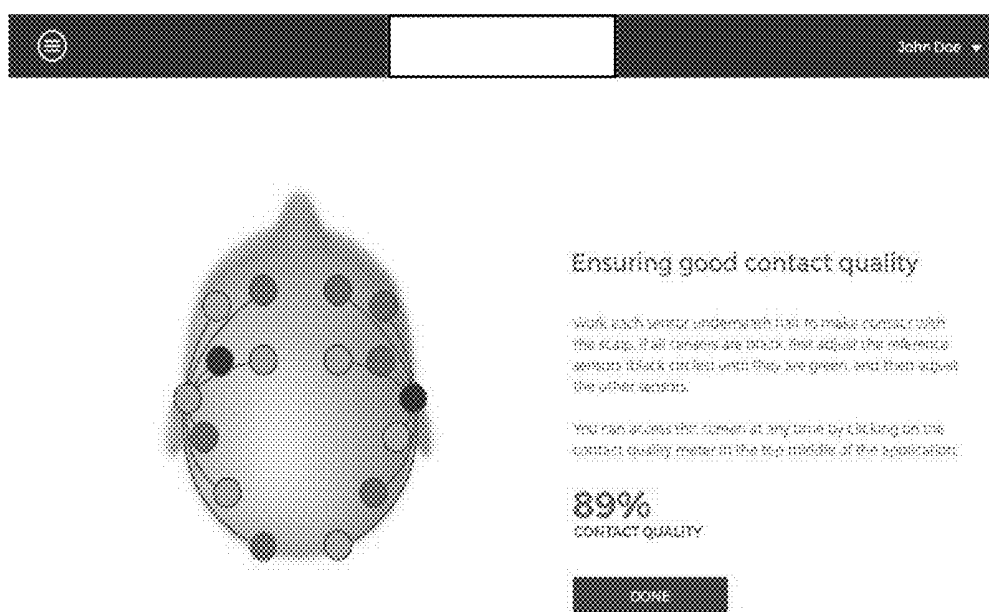 John Doe
Ensuring good contact quality
Work each sensor underneath hair to make contact with
the scalp. If all sensors are black, first adjust the reference
sensors (black circles) until they are green, and then adjust
the other sensors.
You can access this screen at any time by clicking on the
contact quality meter in the top middle of the application.
89%
CONTACT QUALITY
DONE